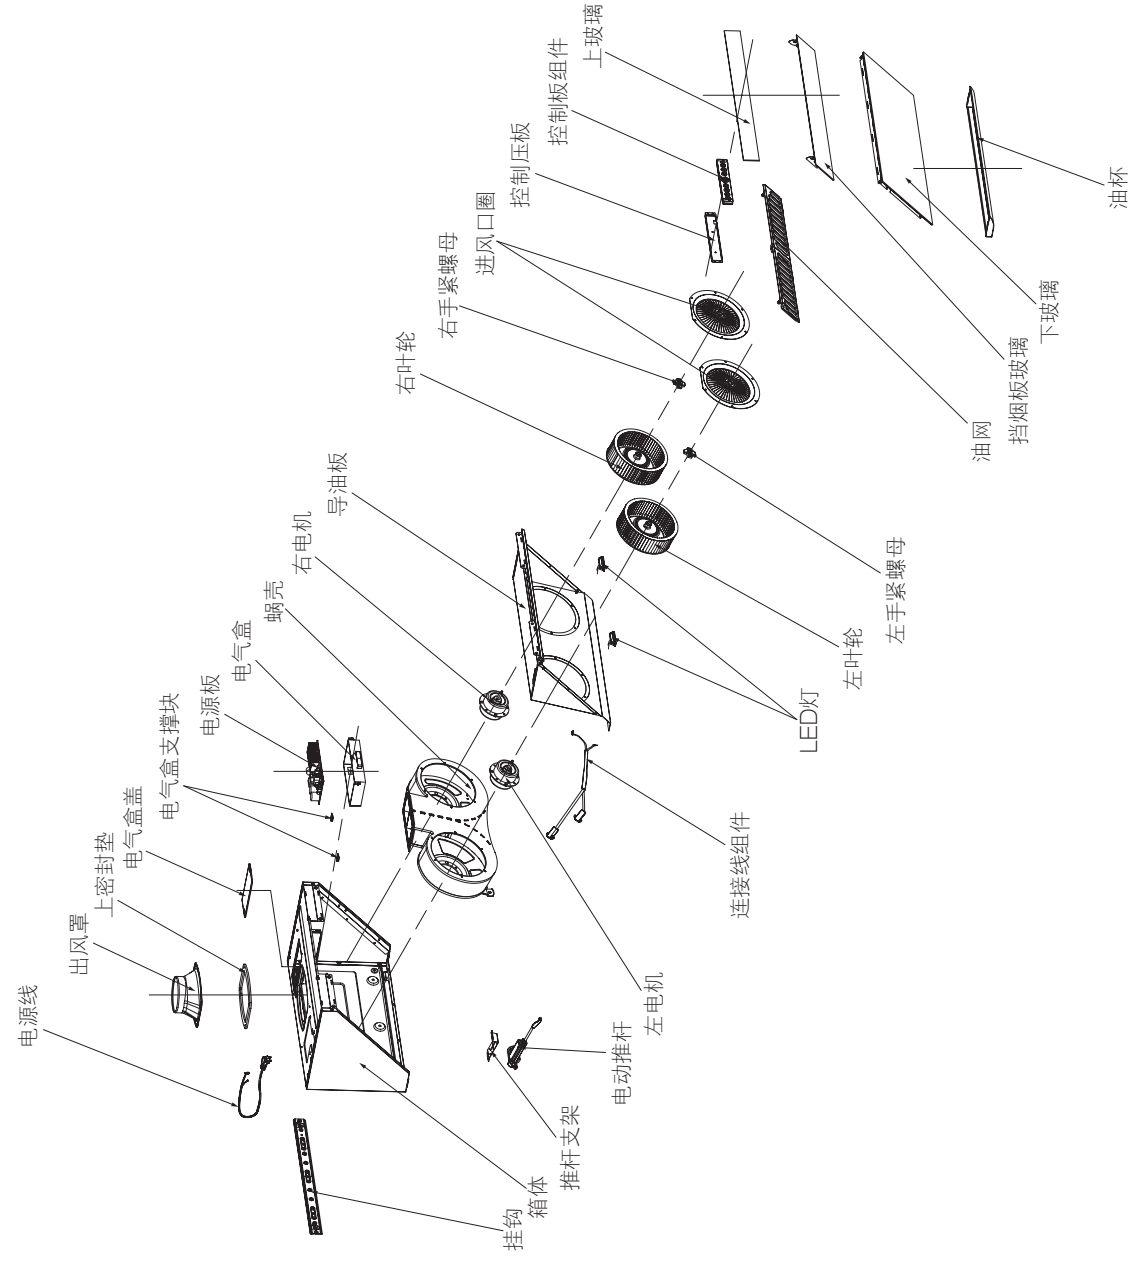 电源线
出风罩
上密封垫
电气盒盖
电气盒支撑块
电源板
电气盒
蜗壳
右电机
导油板
右叶轮
右手紧螺母
进风口圈
控制压板
控制板组件
上玻璃
挂钩
箱体
推杆支架
电动推杆
左电机
连接线组件
LED灯
左叶轮
左手紧螺母
油网
挡烟板玻璃
下玻璃
油杯